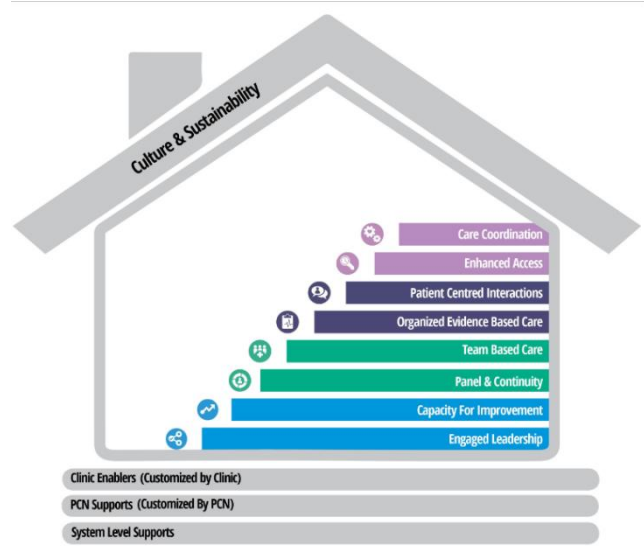 Culture & Sustainability
Care Coordination
Enhanced Access
Patient Centred Interactions
Organized Evidence Based Care
Team Based Care
Panel & Continuity
Capacity For Improvement
Engaged Leadership
Clinic Enablers (Customized by Clinic)
PCN Supports (Customized By PCN)
System Level Supports